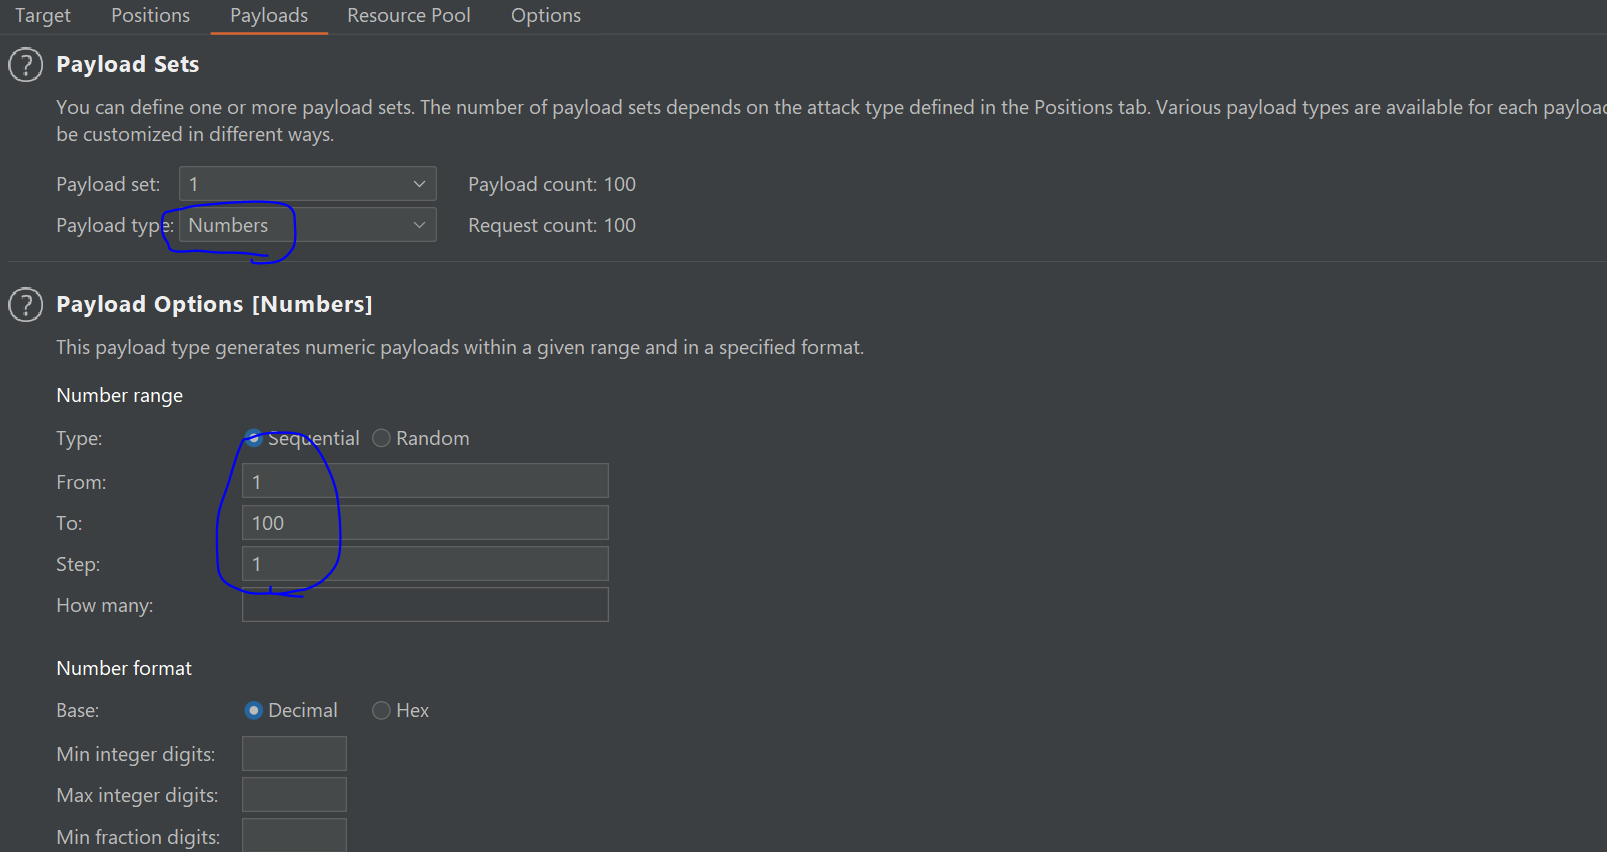 Target Positions Payloads Resource Pool Options
? Payload Sets
You can define one or more payload sets. The number of payload sets depends on the attack type defined in the Positions tab. Various payload types are available for each payload
be customized in different ways.
Payload set: 1 Payload count: 100
Payload type: Numbers Request count: 100
? Payload Options [Numbers]
This payload type generates numeric payloads within a given range and in a specified format.
Number range
Type: Sequential Random
From: 1
To: 100
Step: 1
How many:
Number format
Base: Decimal Hex
Min integer digits:
Max integer digits:
Min fraction digits: